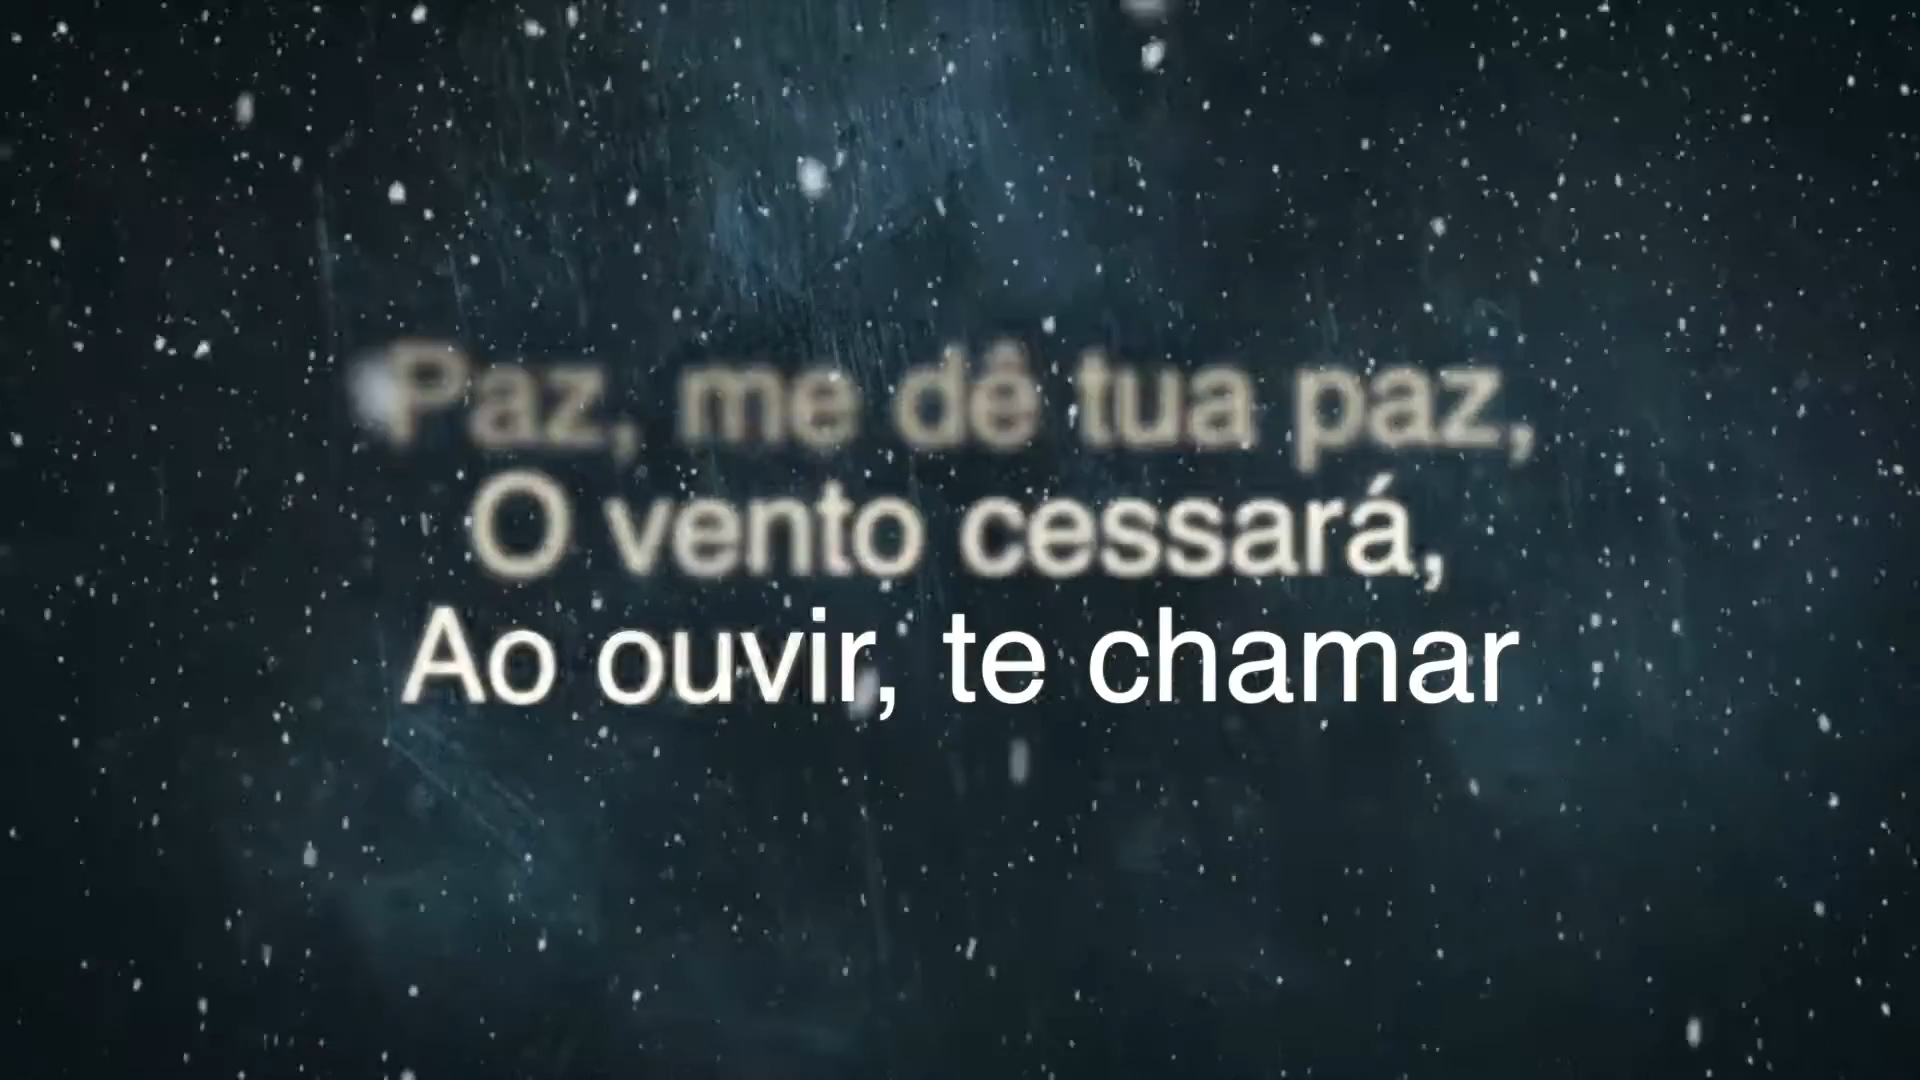 Paz, me dê tua paz,
O vento cessará,
Ao ouvir, te chamar